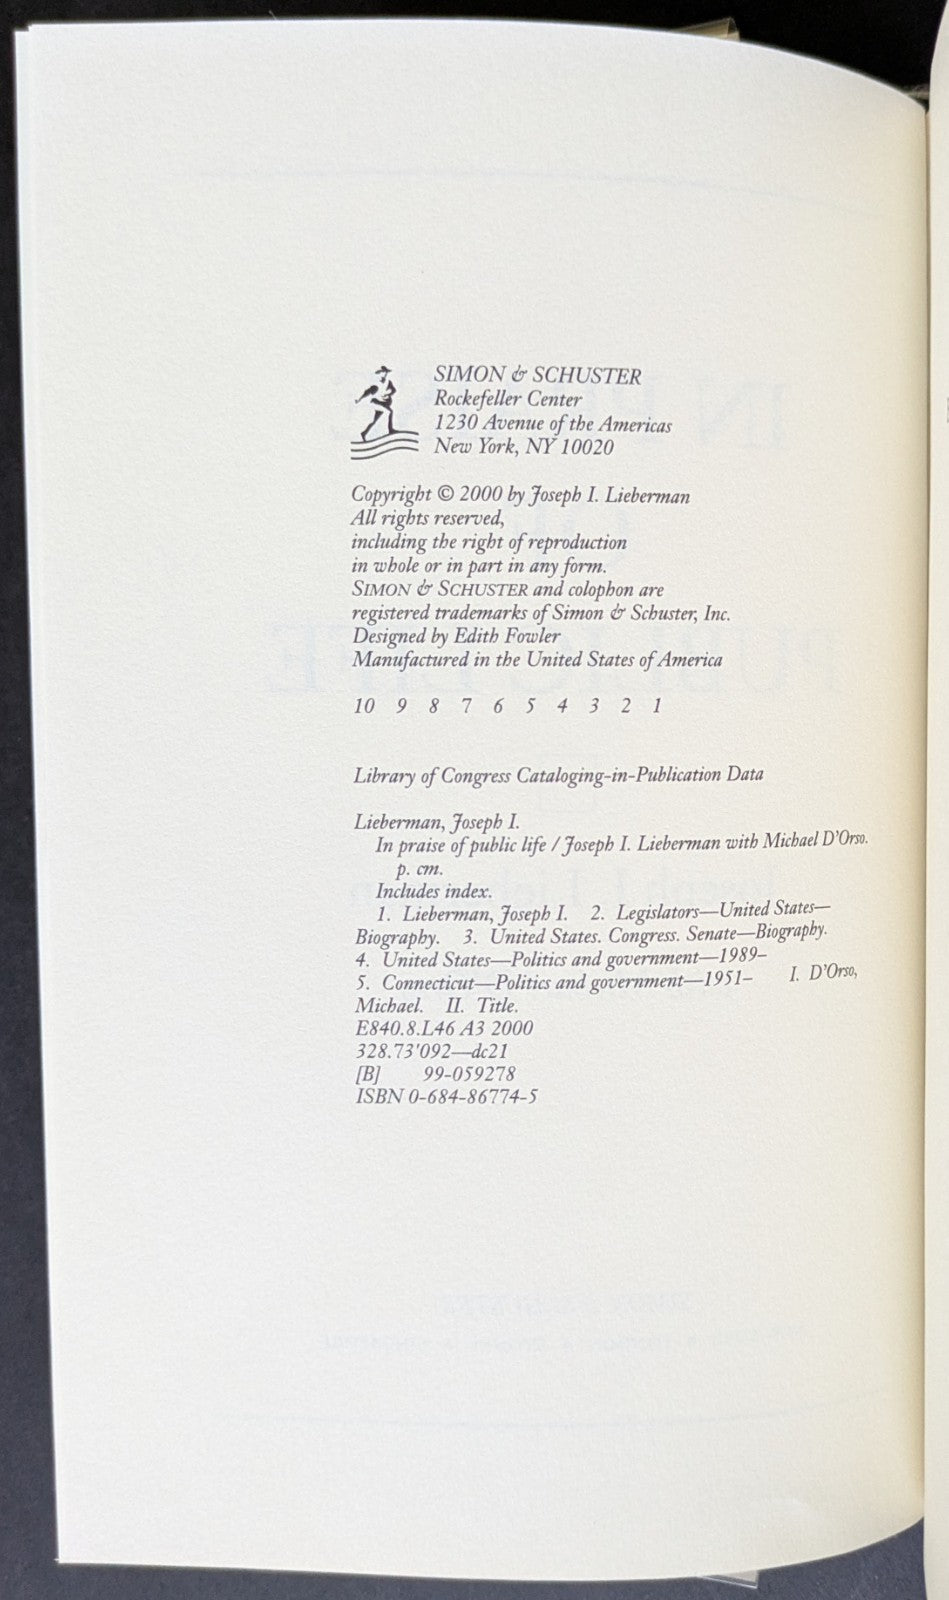 SIMON & SCHUSTER
Rockefeller Center
1230 Avenue of the Americas
New York, NY 10020
Copyright © 2000 by Joseph I. Lieberman
All rights reserved,
including the right of reproduction
in whole or in part in any form.
SIMON & SCHUSTER and colophon are
registered trademarks of Simon & Schuster, Inc.
Designed by Edith Fowler
Manufactured in the United States of America
10 9 8 7 6 5 4 3 2 1
Library of Congress Cataloging-in-Publication Data
Lieberman, Joseph I.
In praise of public life / Joseph I. Lieberman with Michael D'Orso.
p. cm.
Includes index.
1. Lieberman, Joseph I. 2. Legislators—United States—
Biography. 3. United States. Congress. Senate—Biography.
4. United States—Politics and government—1989–
5. Connecticut—Politics and government—1951– I. D'Orso,
Michael. II. Title.
E840.8.L46 A3 2000
328.73'092—dc21
[B] 99-059278
ISBN 0-684-86774-5